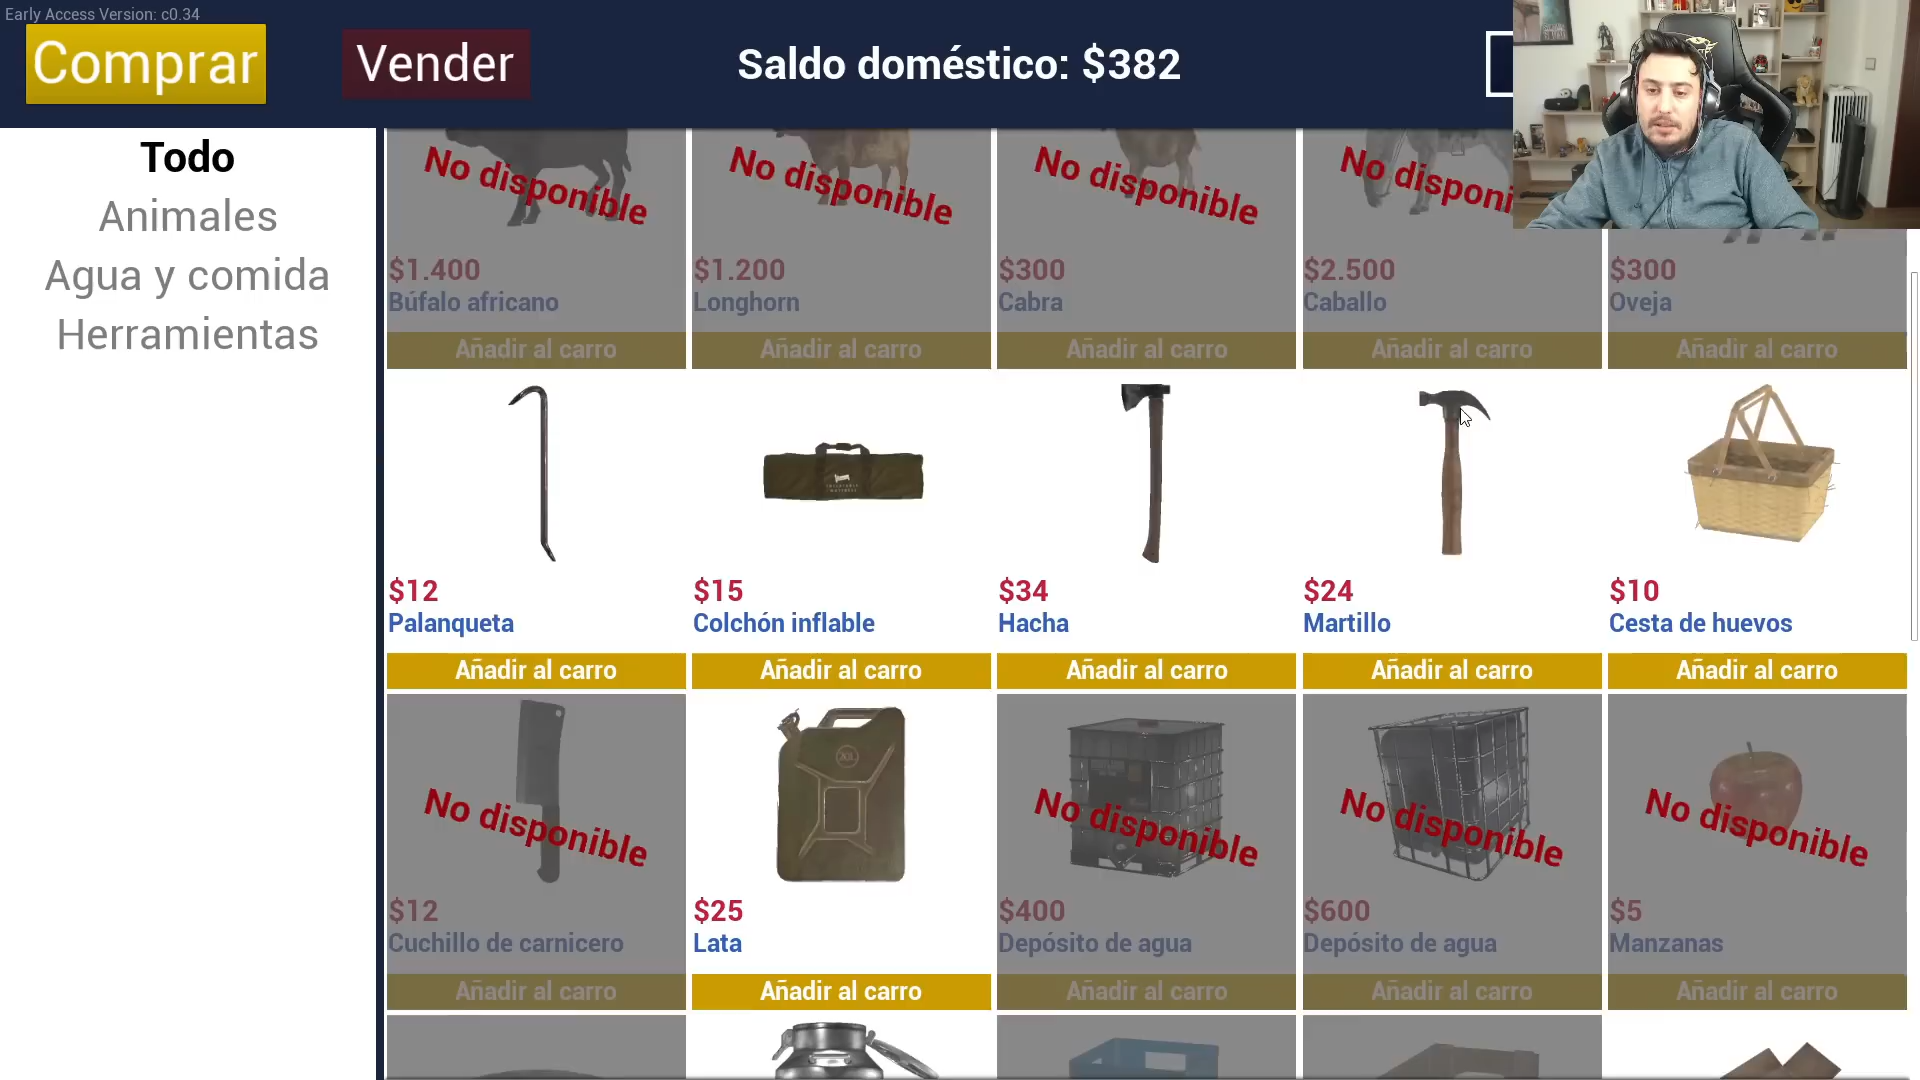 Early Access Version: c0.34
Comprar
Vender
Saldo doméstico: $382
Todo
Animales
Agua y comida
Herramientas
No disponible
No disponible
No disponible
No disponi
$1.400
$1.200
$300
$2.500
$300
Búfalo africano
Longhorn
Cabra
Caballo
Oveja
Añadir al carro
Añadir al carro
Añadir al carro
Añadir al carro
Añadir al carro
$12
$15
$34
$24
$10
Palanqueta
Colchón inflable
Hacha
Martillo
Cesta de huevos
Añadir al carro
Añadir al carro
Añadir al carro
Añadir al carro
Añadir al carro
No disponible
No disponible
No disponible
No disponible
$12
$25
$400
$600
$5
Cuchillo de carnicero
Lata
Depósito de agua
Depósito de agua
Manzanas
Añadir al carro
Añadir al carro
Añadir al carro
Añadir al carro
Añadir al carro